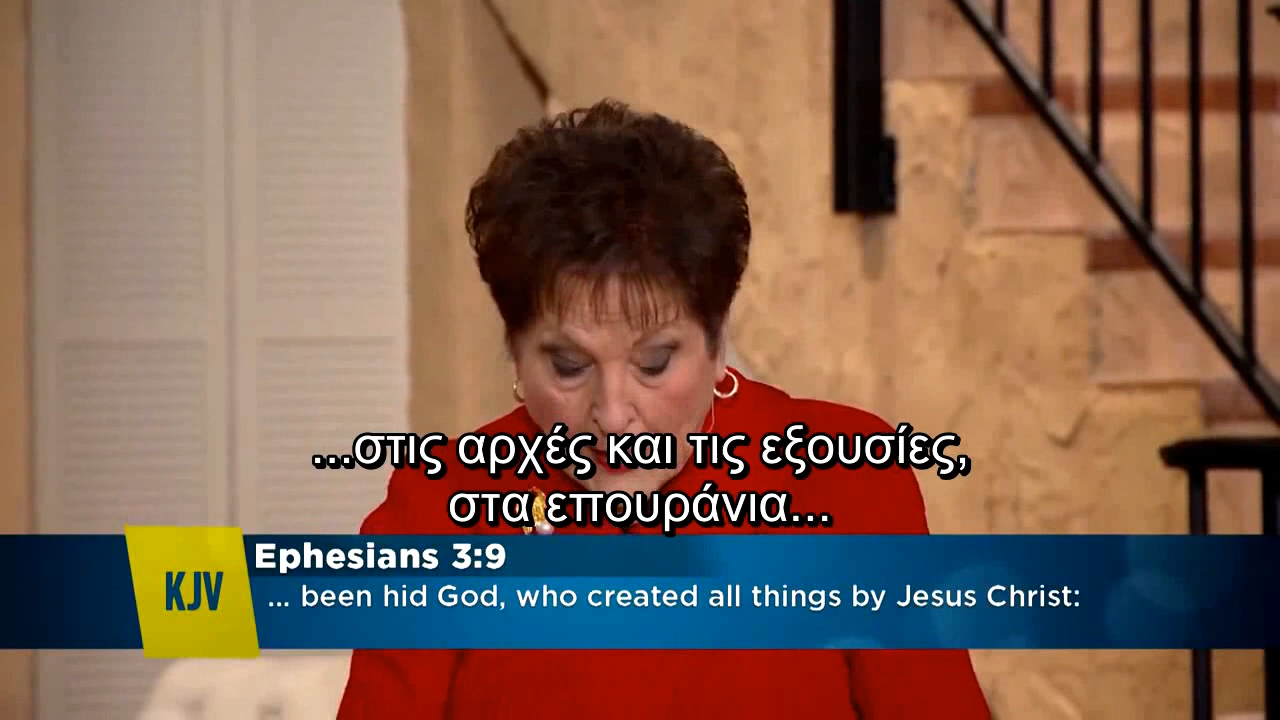 ...στις αρχές και τις εξουσίες,
στα επουράνια...
KJV
Ephesians 3:9
... been hid God, who created all things by Jesus Christ: